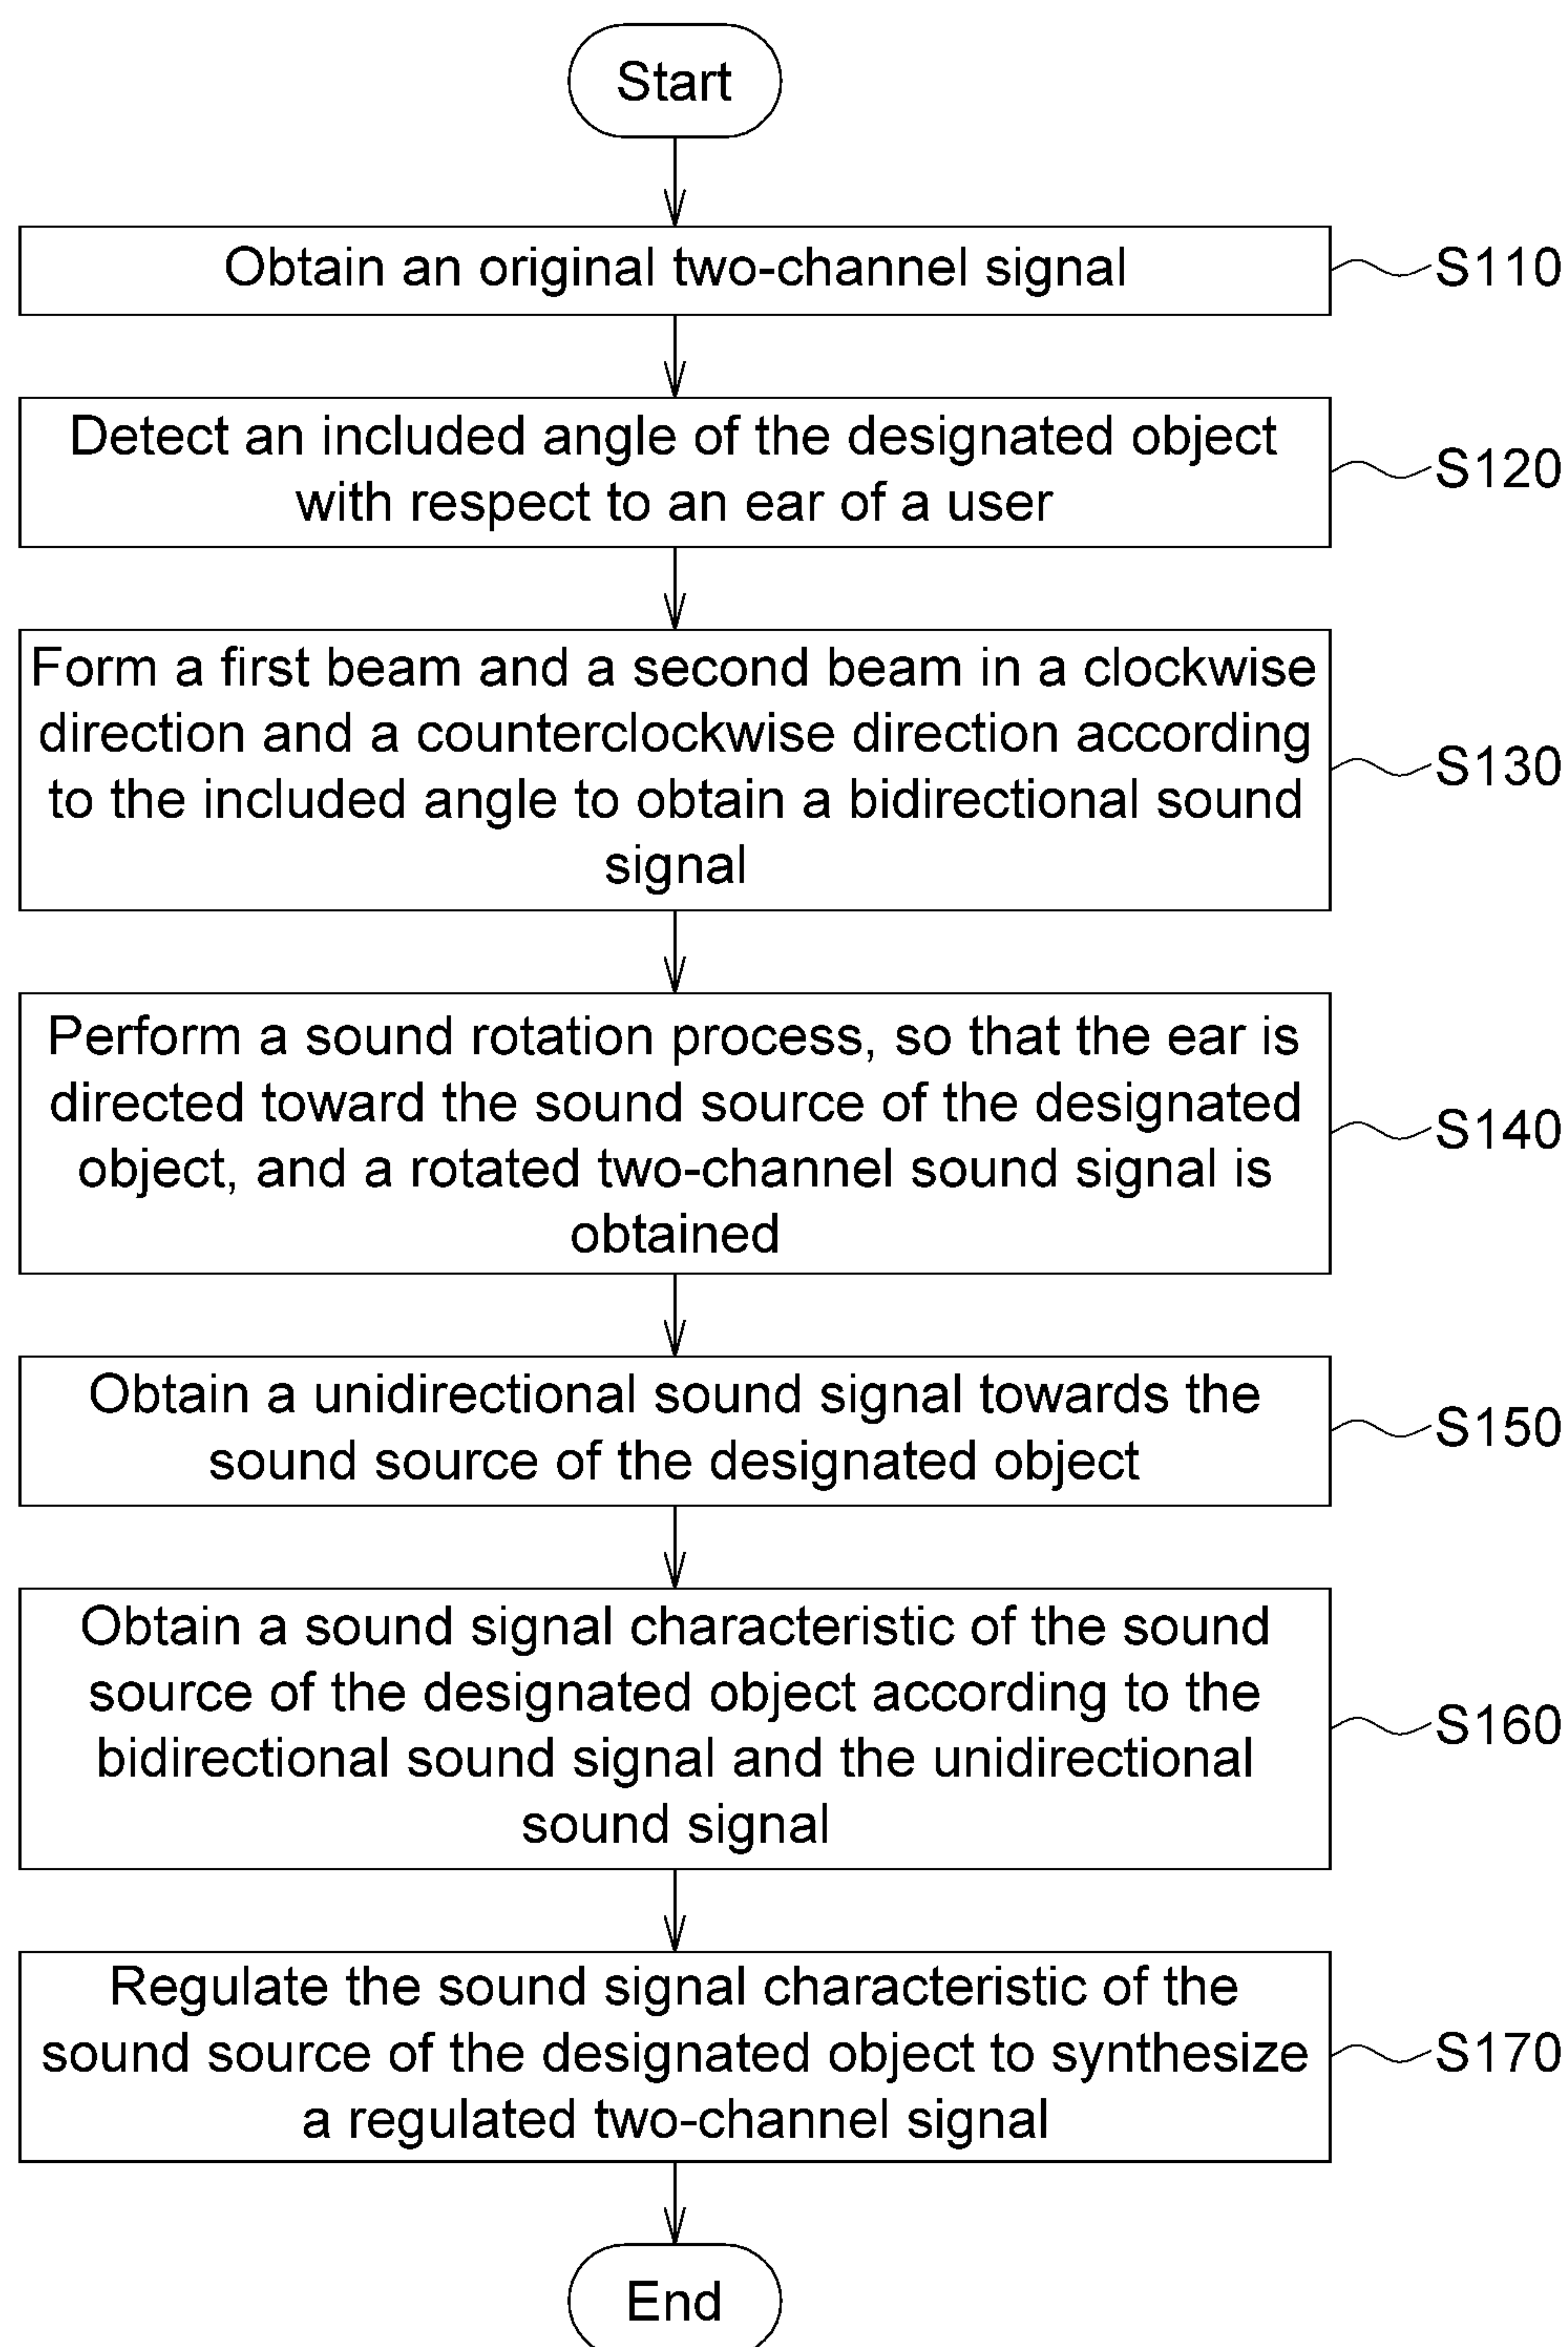 Start
Obtain an original two-channel signal
S110
Detect an included angle of the designated object
with respect to an ear of a user
S120
Form a first beam and a second beam in a clockwise
direction and a counterclockwise direction according
to the included angle to obtain a bidirectional sound
signal
S130
Perform a sound rotation process, so that the ear is
directed toward the sound source of the designated
object, and a rotated two-channel sound signal is
obtained
S140
Obtain a unidirectional sound signal towards the
sound source of the designated object
S150
Obtain a sound signal characteristic of the sound
source of the designated object according to the
bidirectional sound signal and the unidirectional
sound signal
S160
Regulate the sound signal characteristic of the
sound source of the designated object to synthesize
a regulated two-channel signal
S170
End